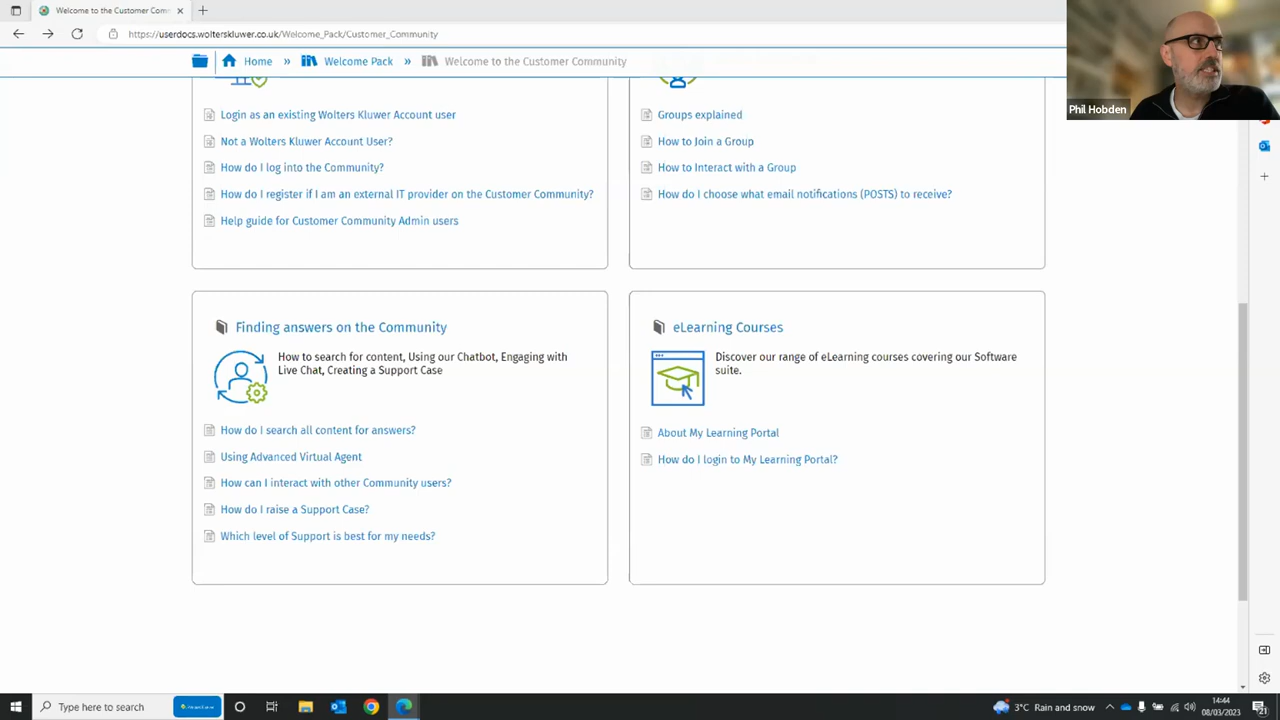 Welcome to the Customer Com
https://userdocs.wolterskluwer.co.uk/Welcome_Pack/Customer_Community
Home » Welcome Pack » Welcome to the Customer Community
Phil Hobden
Login as an existing Wolters Kluwer Account user
Not a Wolters Kluwer Account User?
How do I log into the Community?
How do I register if I am an external IT provider on the Customer Community?
Help guide for Customer Community Admin users
Groups explained
How to Join a Group
How to Interact with a Group
How do I choose what email notifications (POSTS) to receive?
Finding answers on the Community
How to search for content, Using our Chatbot, Engaging with
Live Chat, Creating a Support Case
How do I search all content for answers?
Using Advanced Virtual Agent
How can I interact with other Community users?
How do I raise a Support Case?
Which level of Support is best for my needs?
eLearning Courses
Discover our range of eLearning courses covering our Software
suite.
About My Learning Portal
How do I login to My Learning Portal?
Type here to search
3°C Rain and snow
14:44
08/03/2023
21